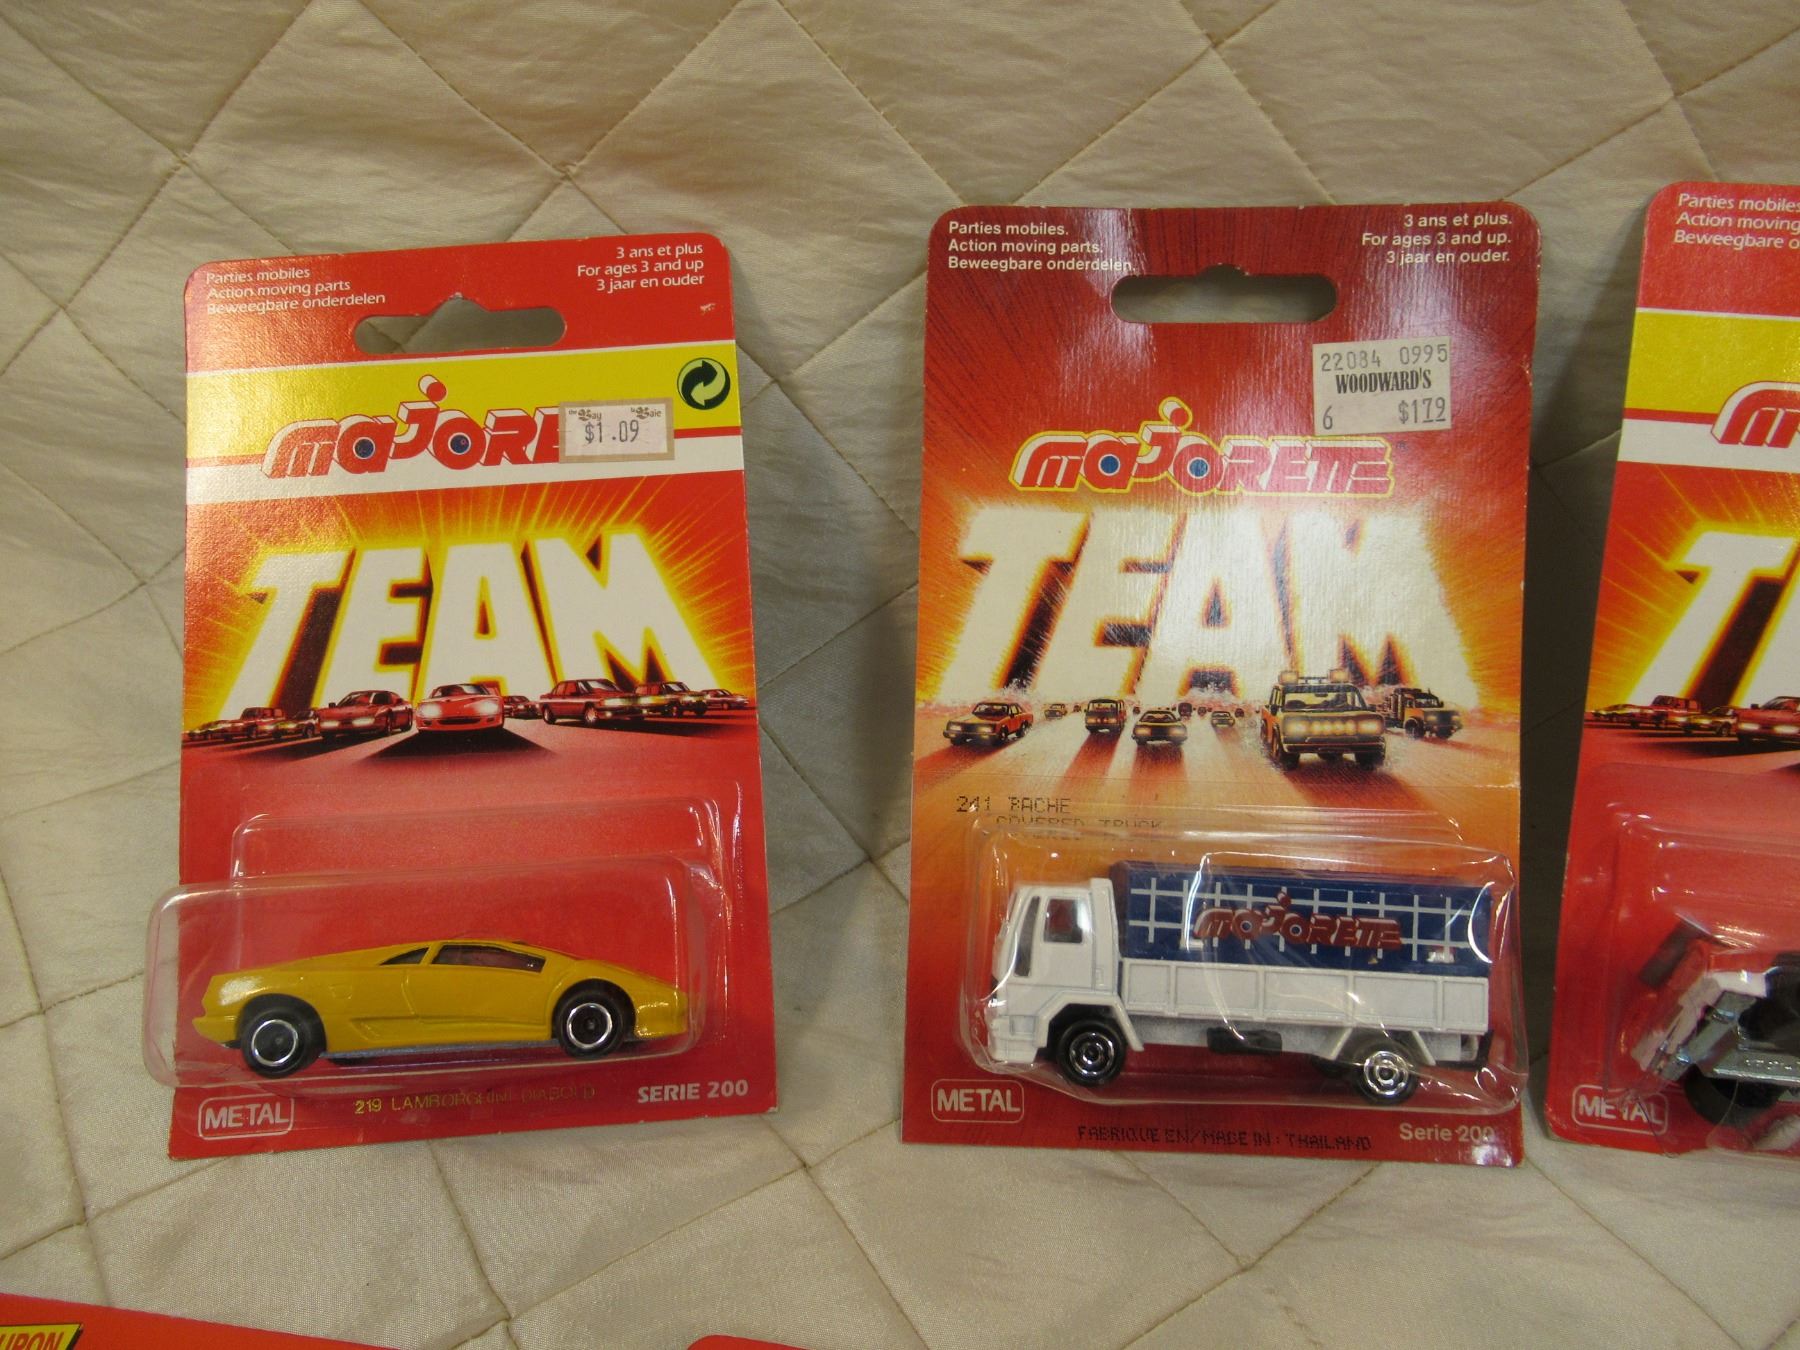 Parties mobiles
Action moving parts
Beweegbare onderdelen
3 ans et plus
For ages 3 and up
3 jaar en ouder
majore
the Bay la Baie
$1.09
TEAM
METAL
219 LAMBORGHINI DIABOLO
SERIE 200
Parties mobiles.
Action moving parts.
Beweegbare onderdelen.
3 ans et plus.
For ages 3 and up.
3 jaar en ouder.
22084 0995
WOODWARD'S
6 $1.79
majorette
TEAM
241 BACHE
COVERED TRUCK
majorette
METAL
FABRIQUE EN/MADE IN : THAILAND
Serie 200
Parties mobiles
Action moving
Beweegbare
METAL